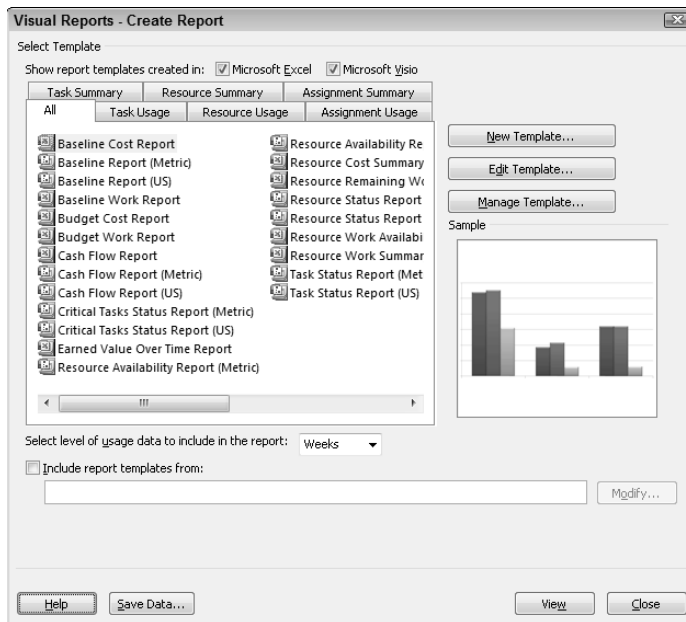 Visual Reports - Create Report
Select Template
Show report templates created in: Microsoft Excel Microsoft Visio
Task Summary Resource Summary Assignment Summary
All Task Usage Resource Usage Assignment Usage
Baseline Cost Report
Baseline Report (Metric)
Baseline Report (US)
Baseline Work Report
Budget Cost Report
Budget Work Report
Cash Flow Report
Cash Flow Report (Metric)
Cash Flow Report (US)
Critical Tasks Status Report (Metric)
Critical Tasks Status Report (US)
Earned Value Over Time Report
Resource Availability Report (Metric)
Resource Availability Re
Resource Cost Summary
Resource Remaining Wo
Resource Status Report
Resource Status Report
Resource Work Availabi
Resource Work Summar
Task Status Report (Met
Task Status Report (US)
New Template...
Edit Template...
Manage Template...
Sample
Select level of usage data to include in the report: Weeks
Include report templates from:
Modify...
Help Save Data... View Close